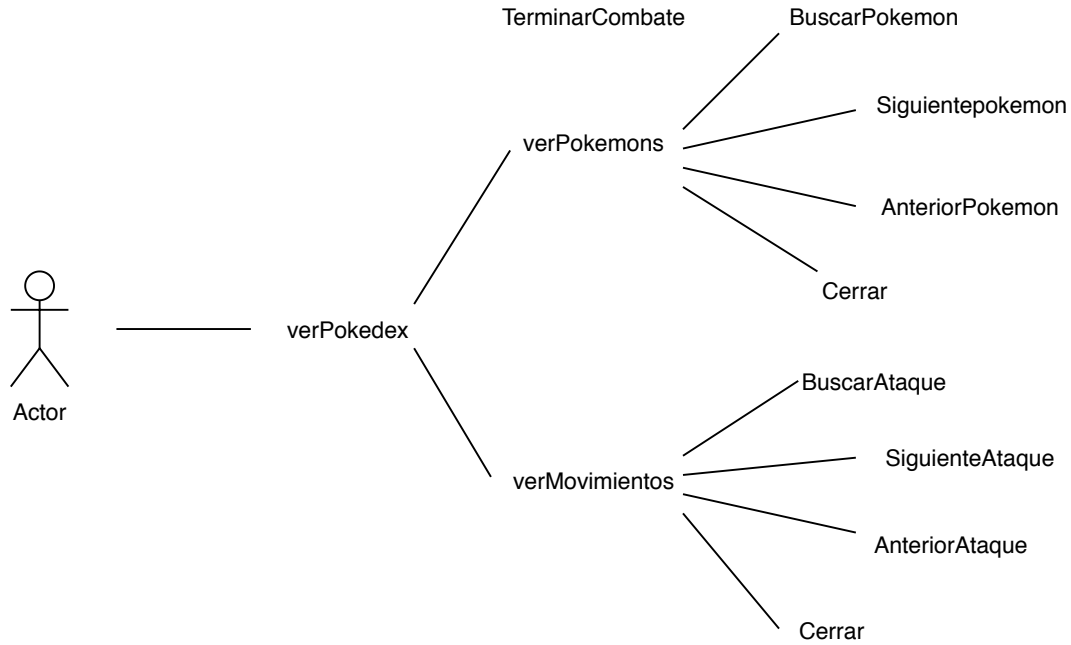 TerminarCombate
BuscarPokemon
Siguientepokemon
verPokemons
AnteriorPokemon
Cerrar
verPokedex
Actor
BuscarAtaque
SiguienteAtaque
verMovimientos
AnteriorAtaque
Cerrar